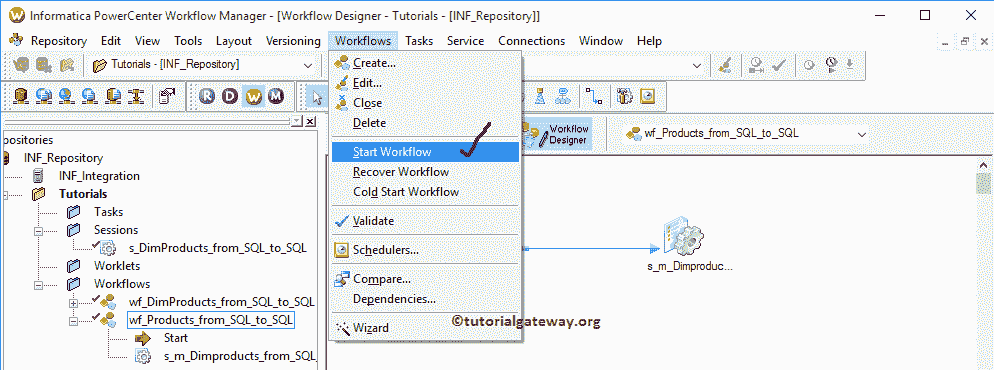 Informatica PowerCenter Workflow Manager - [Workflow Designer - Tutorials - [INF_Repository]]
Repository Edit View Tools Layout Versioning Workflows Tasks Service Connections Window Help
Tutorials - [INF_Repository]
R D W M
Create...
Edit...
Close
Delete
Start Workflow
Recover Workflow
Cold Start Workflow
Validate
Schedulers...
Compare...
Dependencies...
Wizard
Workflow
Designer
wf_Products_from_SQL_to_SQL
positories
INF_Repository
INF_Integration
Tutorials
Tasks
Sessions
s_DimProducts_from_SQL_to_SQL
Worklets
Workflows
wf_DimProducts_from_SQL_to_SQL
wf_Products_from_SQL_to_SQL
Start
s_m_Dimproducts_from_SQL_
s_m_Dimproduc...
©tutorialgateway.org